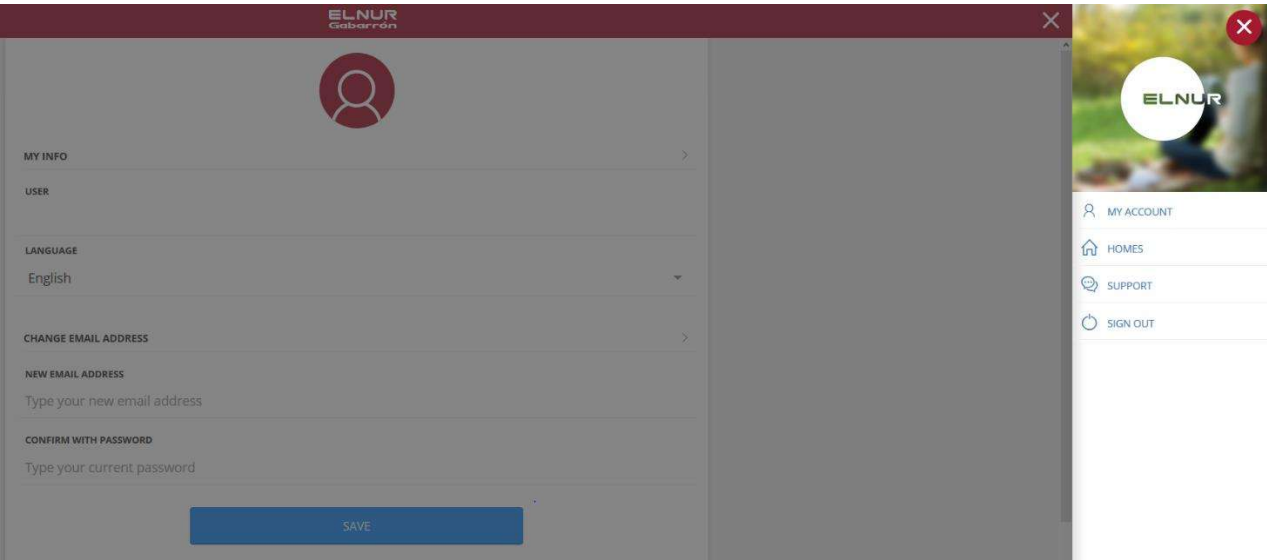 ELNUR
Gabarrón
MY INFO
USER
LANGUAGE
English
CHANGE EMAIL ADDRESS
NEW EMAIL ADDRESS
Type your new email address
CONFIRM WITH PASSWORD
Type your current password
SAVE
ELNUR
MY ACCOUNT
HOMES
SUPPORT
SIGN OUT